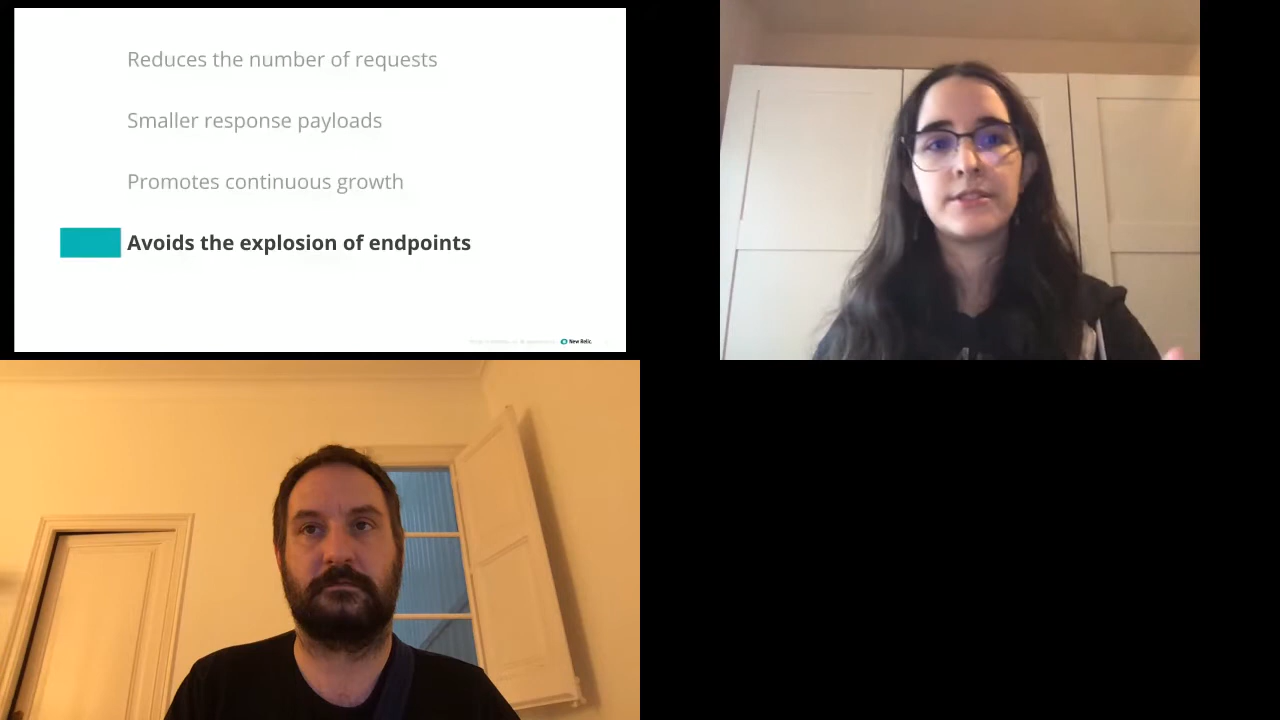 Reduces the number of requests
Smaller response payloads
Promotes continuous growth
Avoids the explosion of endpoints
New Relic.